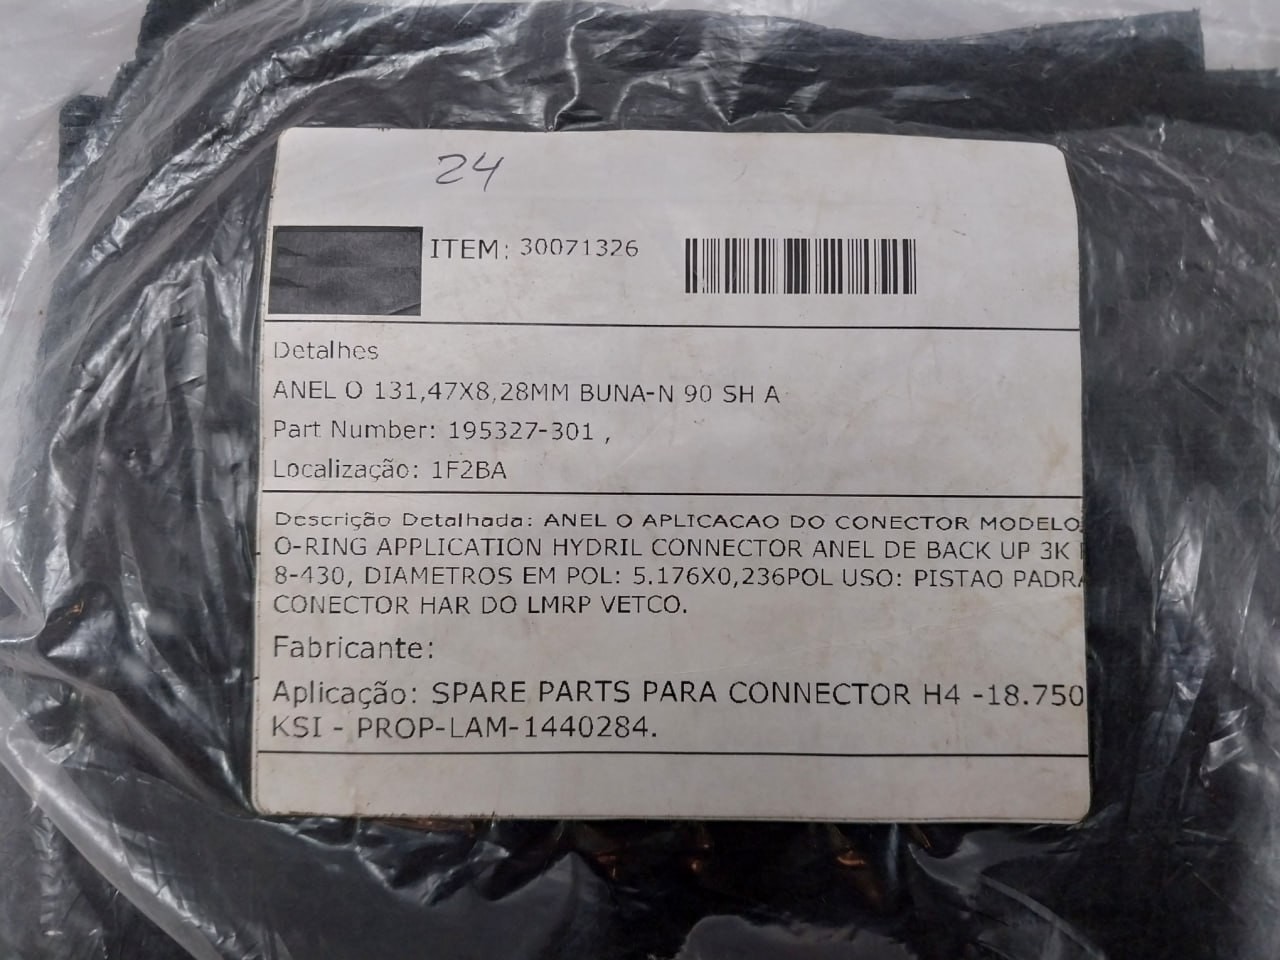 24
ITEM: 30071326
Detalhes
ANEL O 131,47X8,28MM BUNA-N 90 SH A
Part Number: 195327-301 ,
Localização: 1F2BA
Descrição Detalhada: ANEL O APLICACAO DO CONECTOR MODELO
O-RING APPLICATION HYDRIL CONNECTOR ANEL DE BACK UP 3K
8-430, DIAMETROS EM POL: 5.176X0,236POL USO: PISTAO PADRA
CONECTOR HAR DO LMRP VETCO.
Fabricante:
Aplicação: SPARE PARTS PARA CONNECTOR H4 -18.750
KSI - PROP-LAM-1440284.